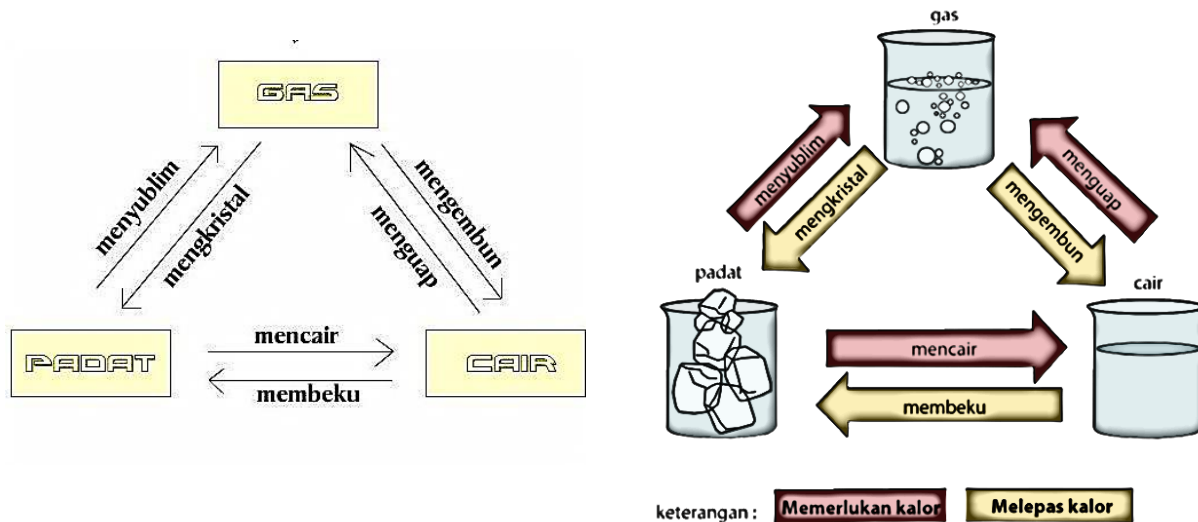 GAS
menyublim
mengkristal
mengembun
menguap
PADAT
mencair
membeku
CAIR
gas
menyublim
mengkristal
menguap
mengembun
padat
cair
mencair
membeku
keterangan : Memerlukan kalor Melepas kalor